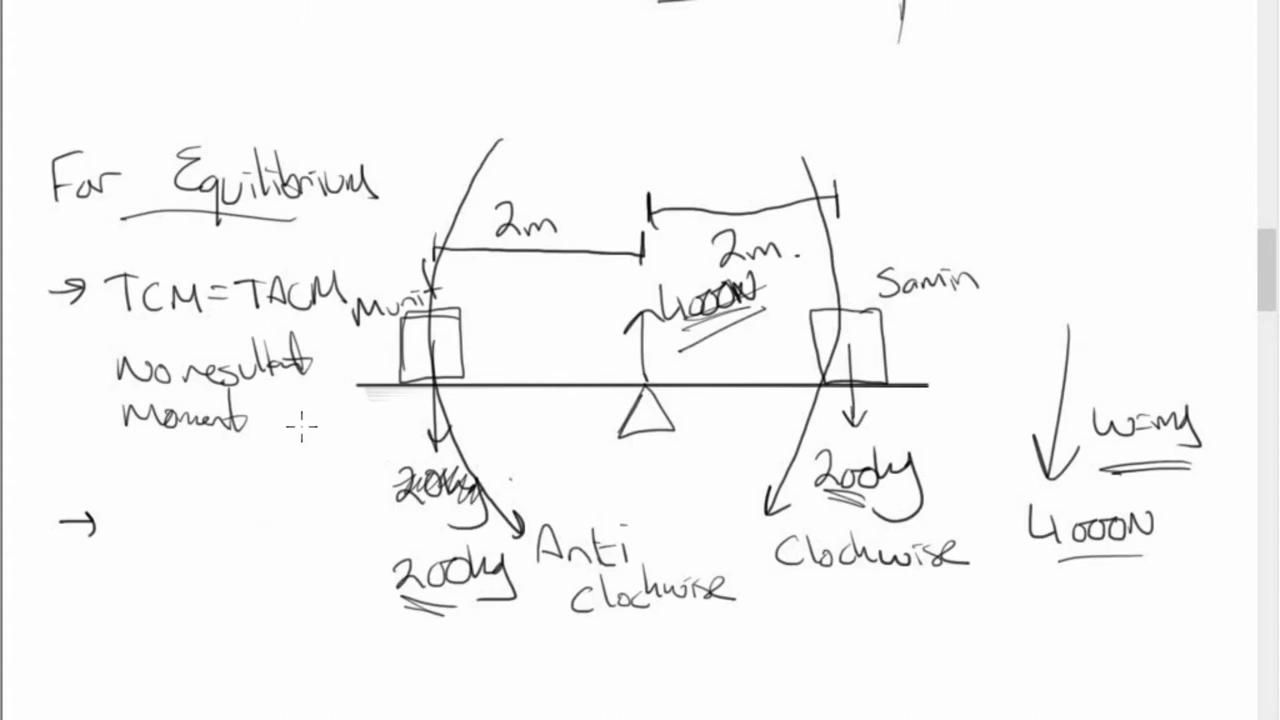 For Equilibrium
→ TCM = TACM
No resultant
Moment
→
2m
2m.
Munir
4000N
Samin
200kg
200kg
200kg
Anti
clockwise
Clockwise
W=mg
4000N